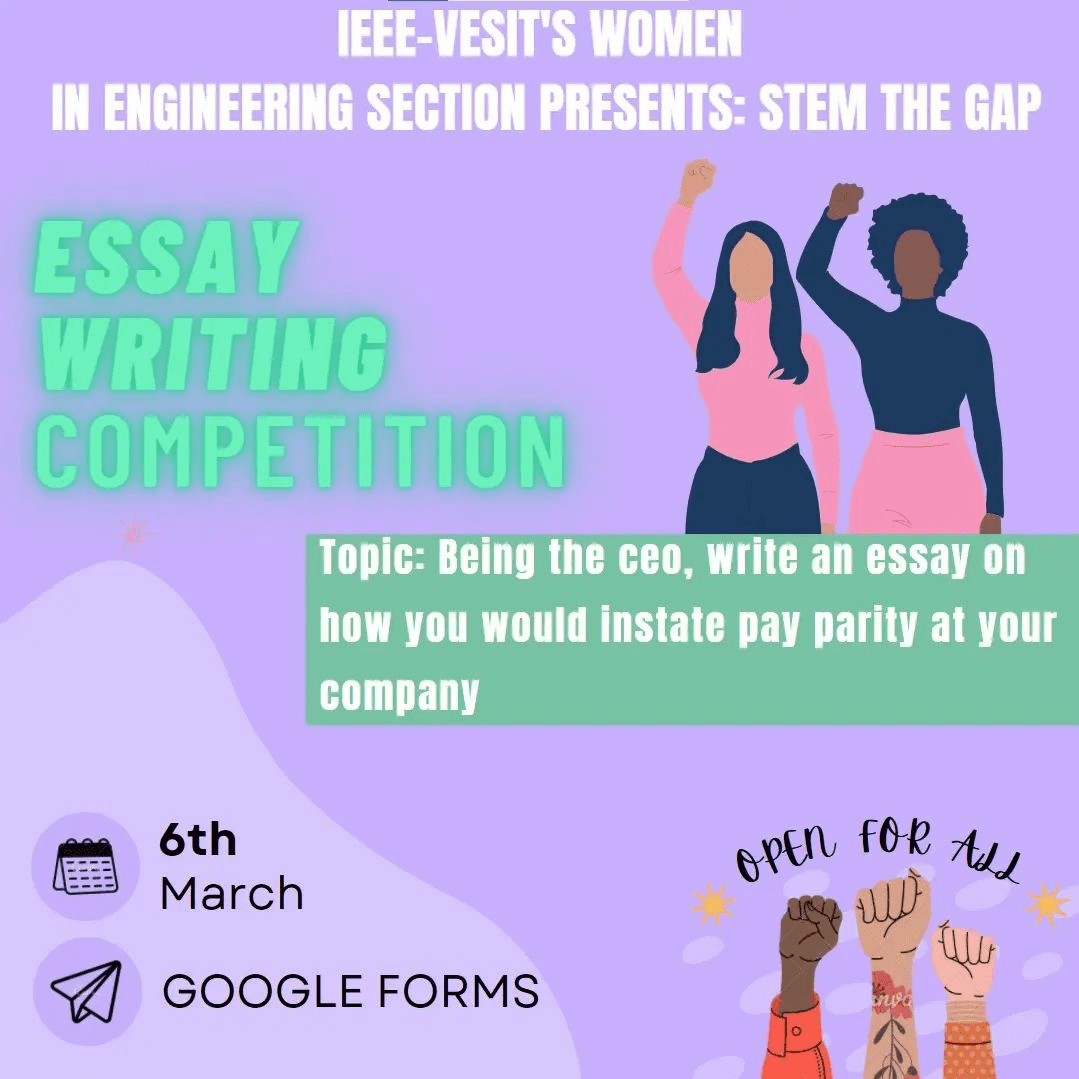 IEEE-VESIT'S WOMEN
IN ENGINEERING SECTION PRESENTS: STEM THE GAP
ESSAY
WRITING
COMPETITION
Topic: Being the ceo, write an essay on
how you would instate pay parity at your
company
6th
March
GOOGLE FORMS
OPEN FOR ALL